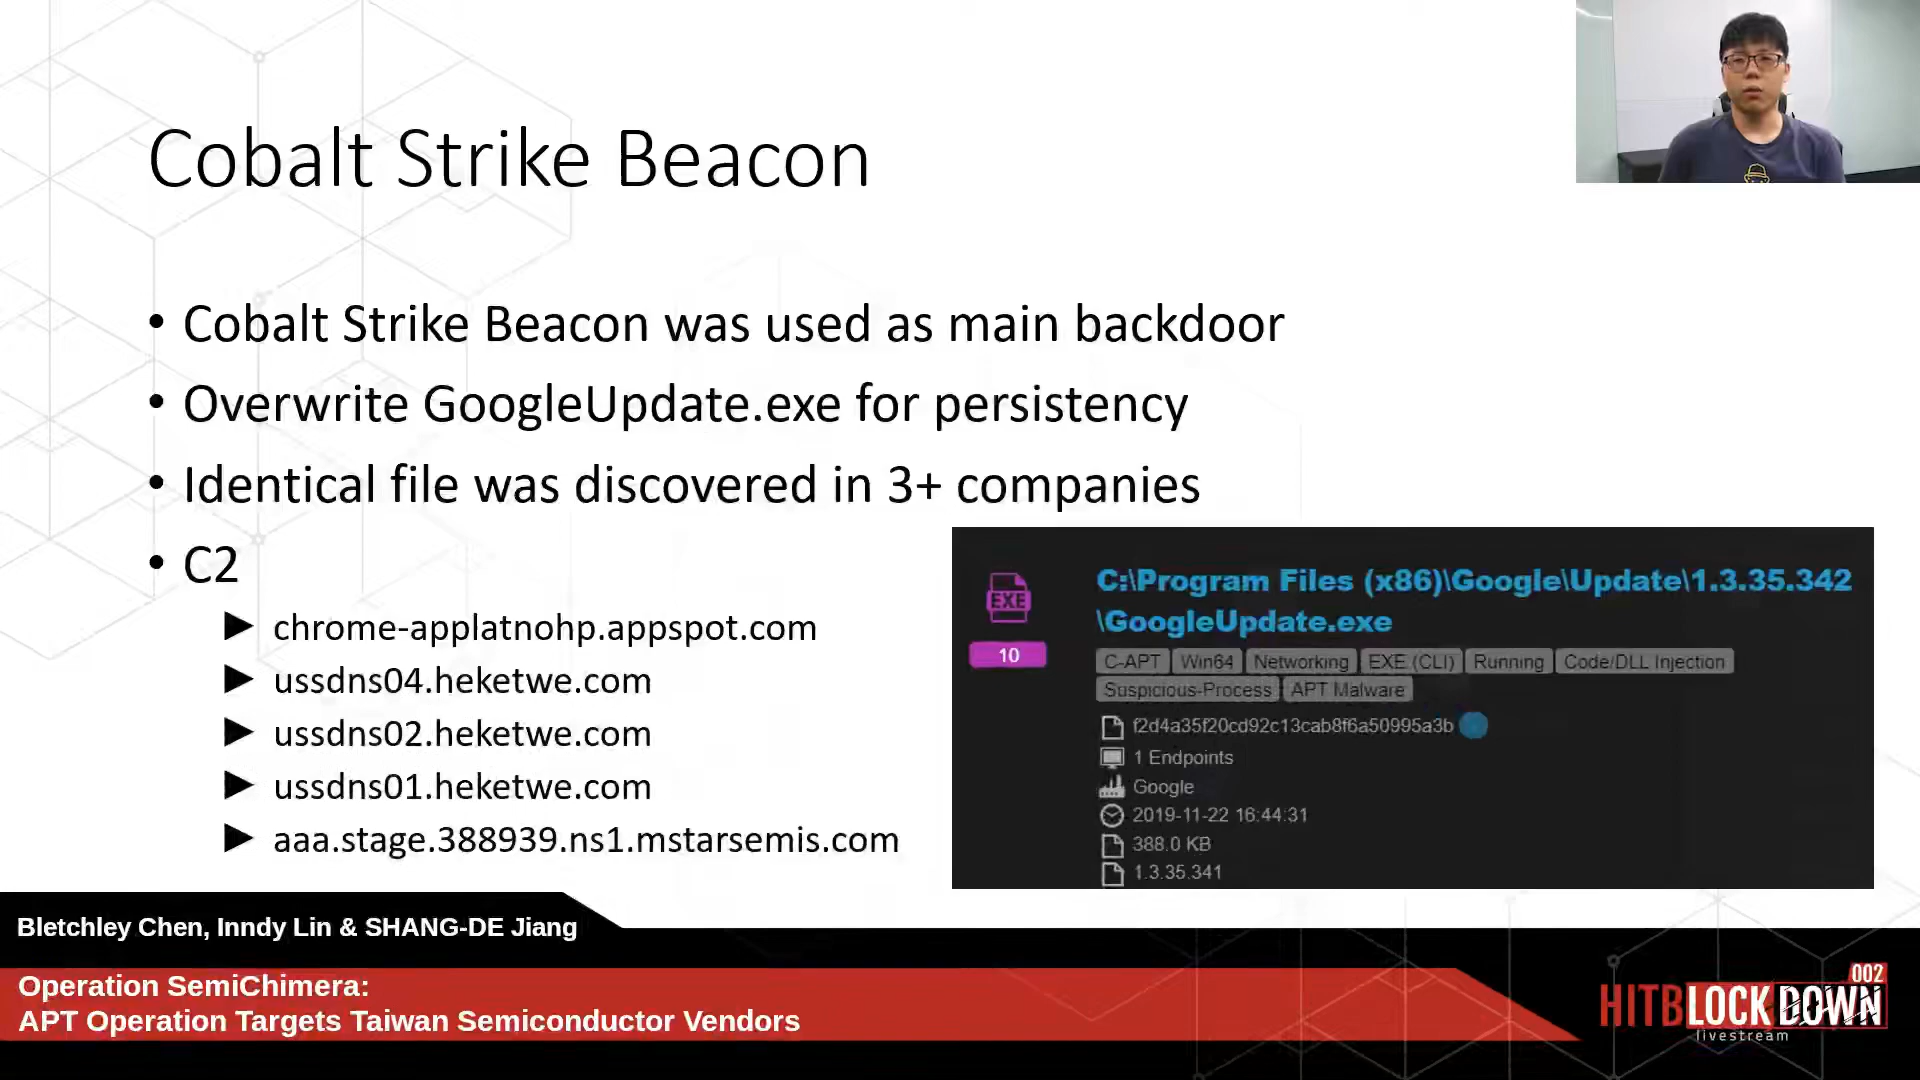 Cobalt Strike Beacon
• Cobalt Strike Beacon was used as main backdoor
• Overwrite GoogleUpdate.exe for persistency
• Identical file was discovered in 3+ companies
• C2
► chrome-applatnohp.appspot.com
► ussdns04.heketwe.com
► ussdns02.heketwe.com
► ussdns01.heketwe.com
► aaa.stage.388939.ns1.mstarsemis.com
EXE
10
C:\Program Files (x86)\Google\Update\1.3.35.342
\GoogleUpdate.exe
C-APT Win64 Networking EXE (CLI) Running Code/DLL Injection
Suspicious-Process APT Malware
f2d4a35f20cd92c13cab8f6a50995a3b
1 Endpoints
Google
2019-11-22 16:44:31
388.0 KB
1.3.35.341
Bletchley Chen, Inndy Lin & SHANG-DE Jiang
Operation SemiChimera:
APT Operation Targets Taiwan Semiconductor Vendors
002
HITBLOCKDOWN
livestream